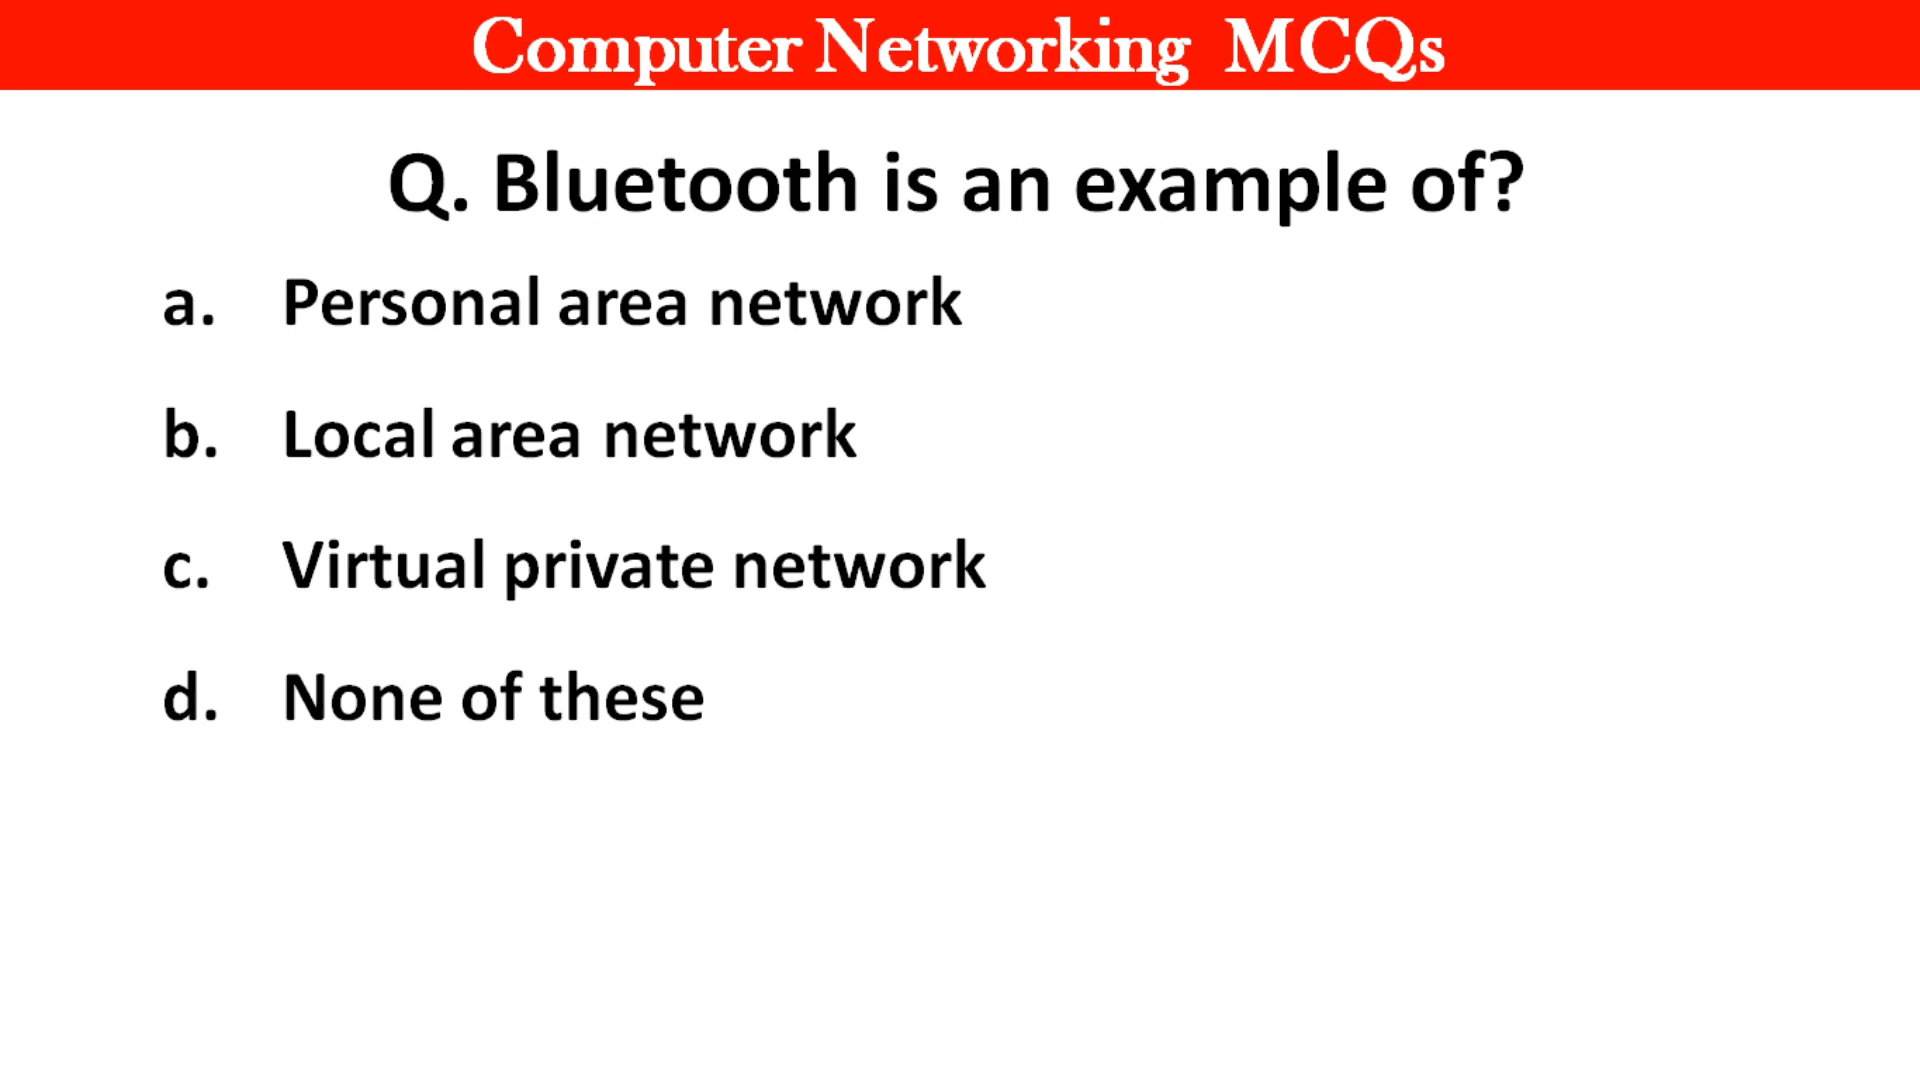 Computer Networking MCQs
Q. Bluetooth is an example of?
a. Personal area network
b. Local area network
c. Virtual private network
d. None of these